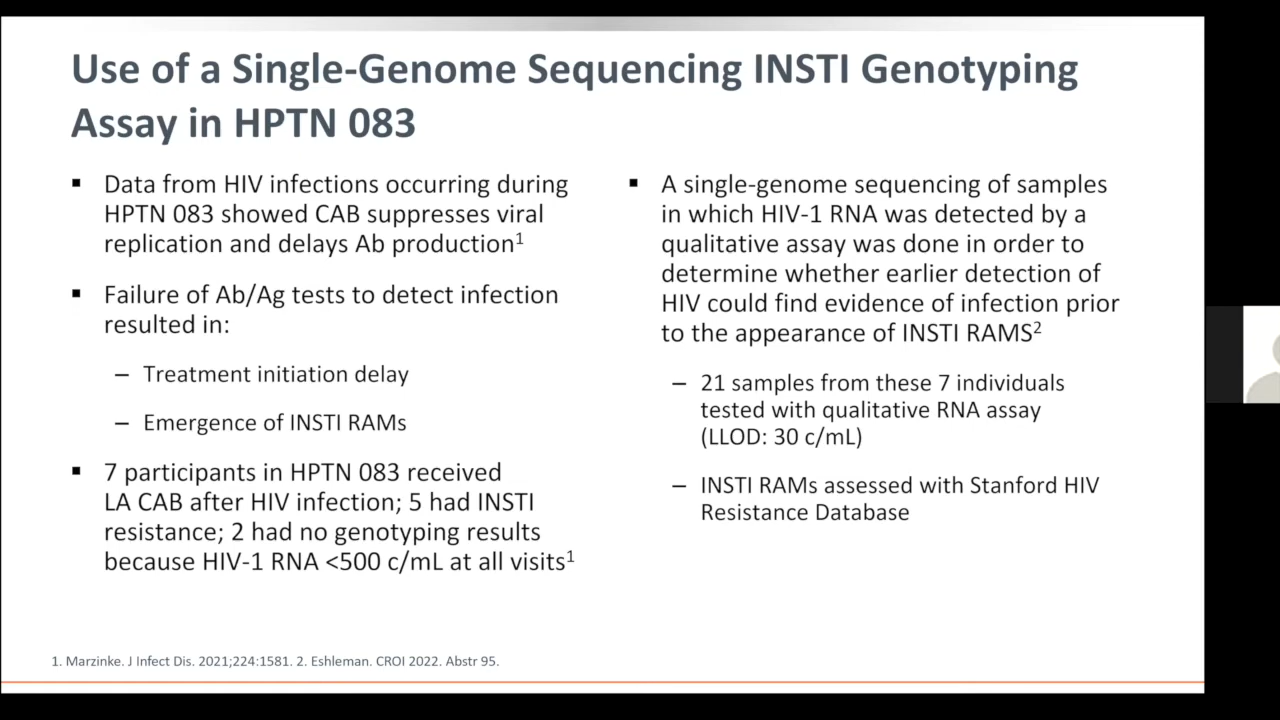 Use of a Single-Genome Sequencing INSTI Genotyping
Assay in HPTN 083
▪ Data from HIV infections occurring during
HPTN 083 showed CAB suppresses viral
replication and delays Ab production¹
▪ Failure of Ab/Ag tests to detect infection
resulted in:
– Treatment initiation delay
– Emergence of INSTI RAMs
▪ 7 participants in HPTN 083 received
LA CAB after HIV infection; 5 had INSTI
resistance; 2 had no genotyping results
because HIV-1 RNA <500 c/mL at all visits¹
▪ A single-genome sequencing of samples
in which HIV-1 RNA was detected by a
qualitative assay was done in order to
determine whether earlier detection of
HIV could find evidence of infection prior
to the appearance of INSTI RAMS²
– 21 samples from these 7 individuals
tested with qualitative RNA assay
(LLOD: 30 c/mL)
– INSTI RAMs assessed with Stanford HIV
Resistance Database
1. Marzinke. J Infect Dis. 2021;224:1581. 2. Eshleman. CROI 2022. Abstr 95.